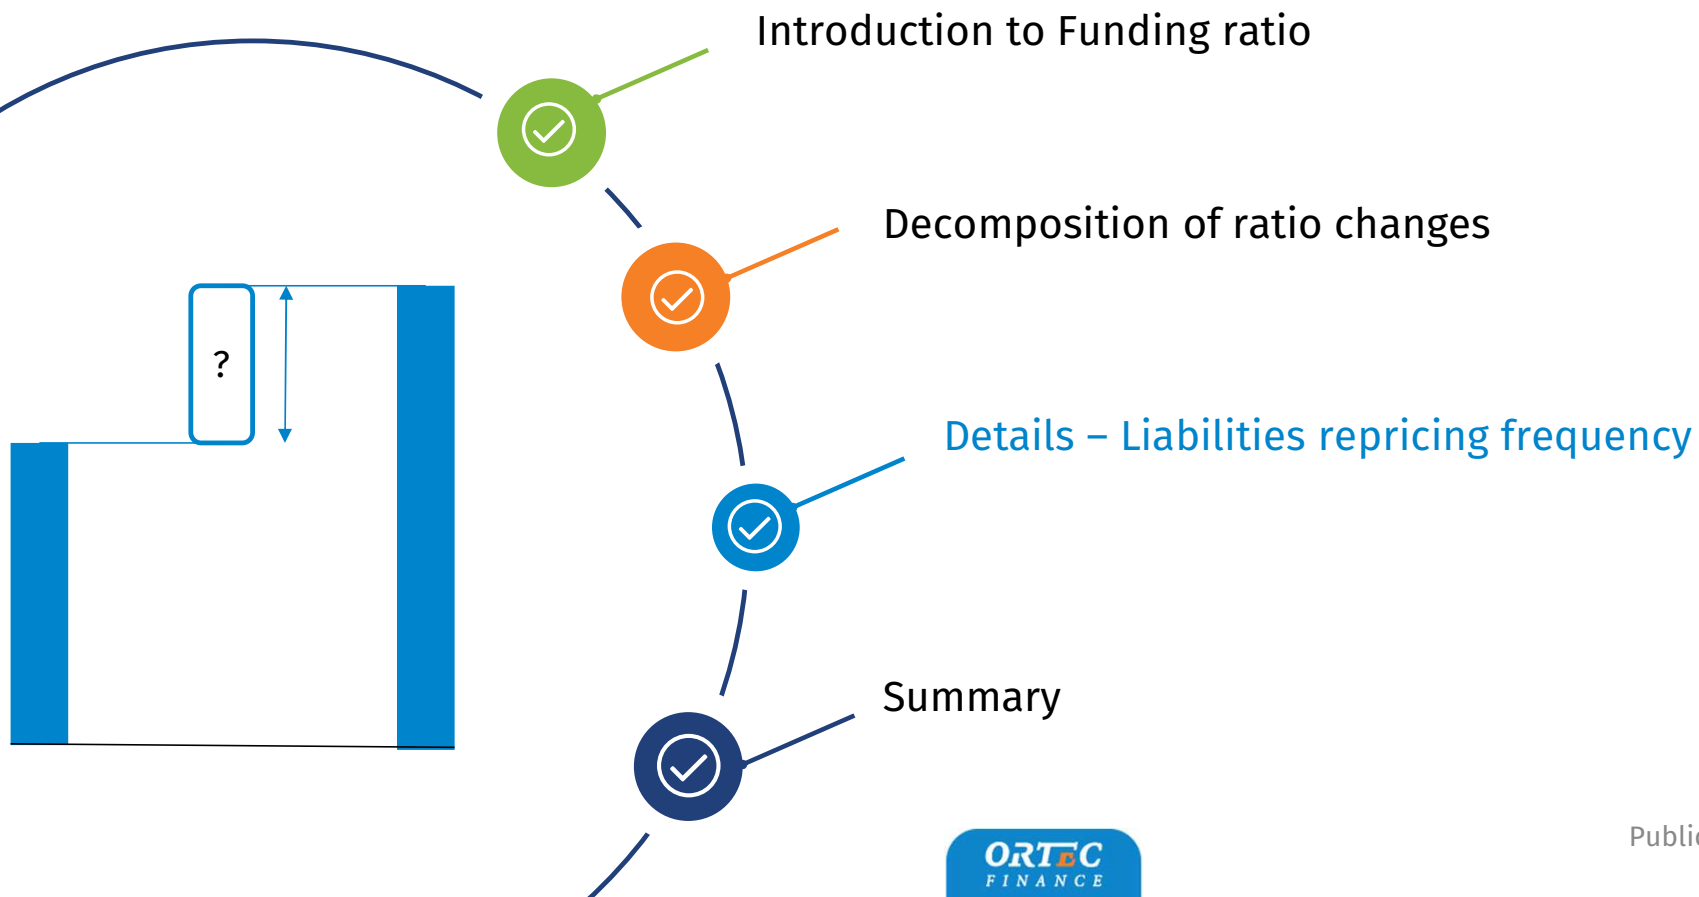 Introduction to Funding ratio
Decomposition of ratio changes
?
Details – Liabilities repricing frequency
Summary
ORTEC
FINANCE